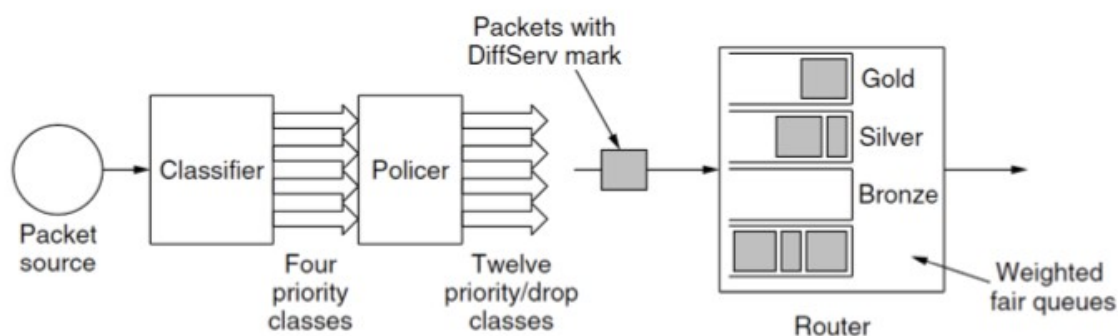 Packets with
DiffServ mark
Gold
Silver
Bronze
Classifier
Policer
Packet
source
Four
priority
classes
Twelve
priority/drop
classes
Router
Weighted
fair queues